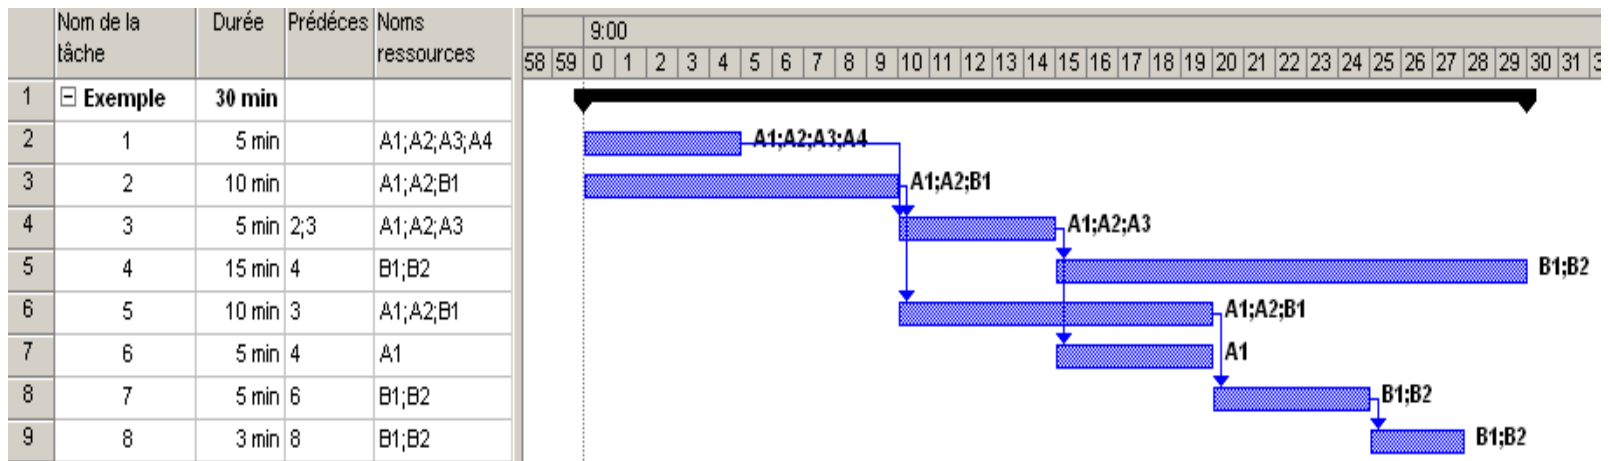 Nom de la tâche Durée Prédéces Noms ressources
9:00
58 59 0 1 2 3 4 5 6 7 8 9 10 11 12 13 14 15 16 17 18 19 20 21 22 23 24 25 26 27 28 29 30 31 3
1 Exemple 30 min
2 1 5 min A1;A2;A3;A4 A1;A2;A3;A4
3 2 10 min A1;A2;B1 A1;A2;B1
4 3 5 min 2;3 A1;A2;A3 A1;A2;A3
5 4 15 min 4 B1;B2 B1;B2
6 5 10 min 3 A1;A2;B1 A1;A2;B1
7 6 5 min 4 A1 A1
8 7 5 min 6 B1;B2 B1;B2
9 8 3 min 8 B1;B2 B1;B2